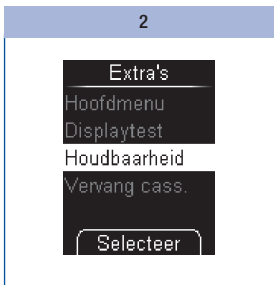 2
Extra's
Hoofdmenu
Displaytest
Houdbaarheid
Vervang cass.
Selecteer